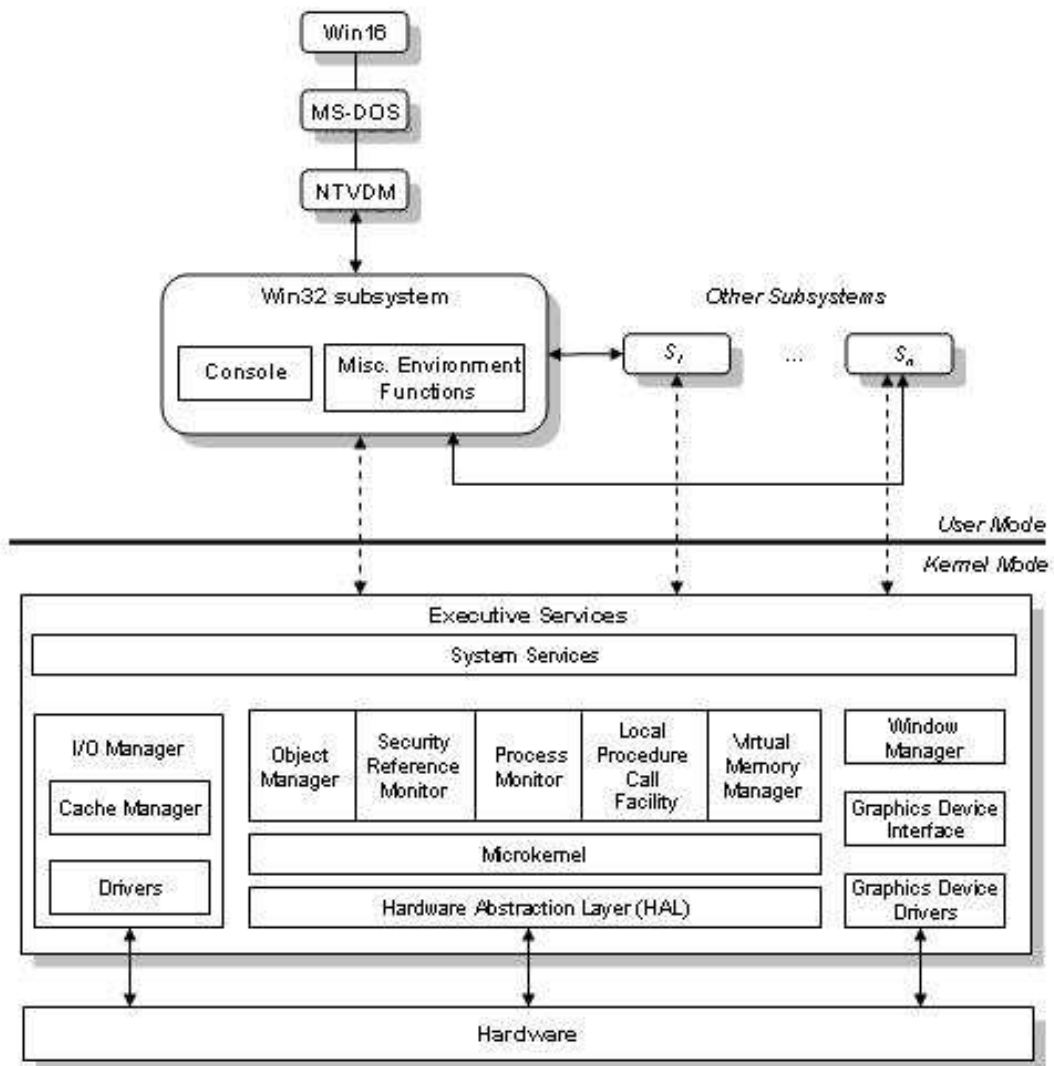 Win16
MS-DOS
NTVDM
Win32 subsystem
Other Subsystems
Console
Misc. Environment
Functions
S1
...
Sn
User Mode
Kernel Mode
Executive Services
System Services
I/O Manager
Cache Manager
Drivers
Object
Manager
Security
Reference
Monitor
Process
Monitor
Local
Procedure
Call
Facility
Virtual
Memory
Manager
Window
Manager
Graphics Device
Interface
Graphics Device
Drivers
Microkernel
Hardware Abstraction Layer (HAL)
Hardware